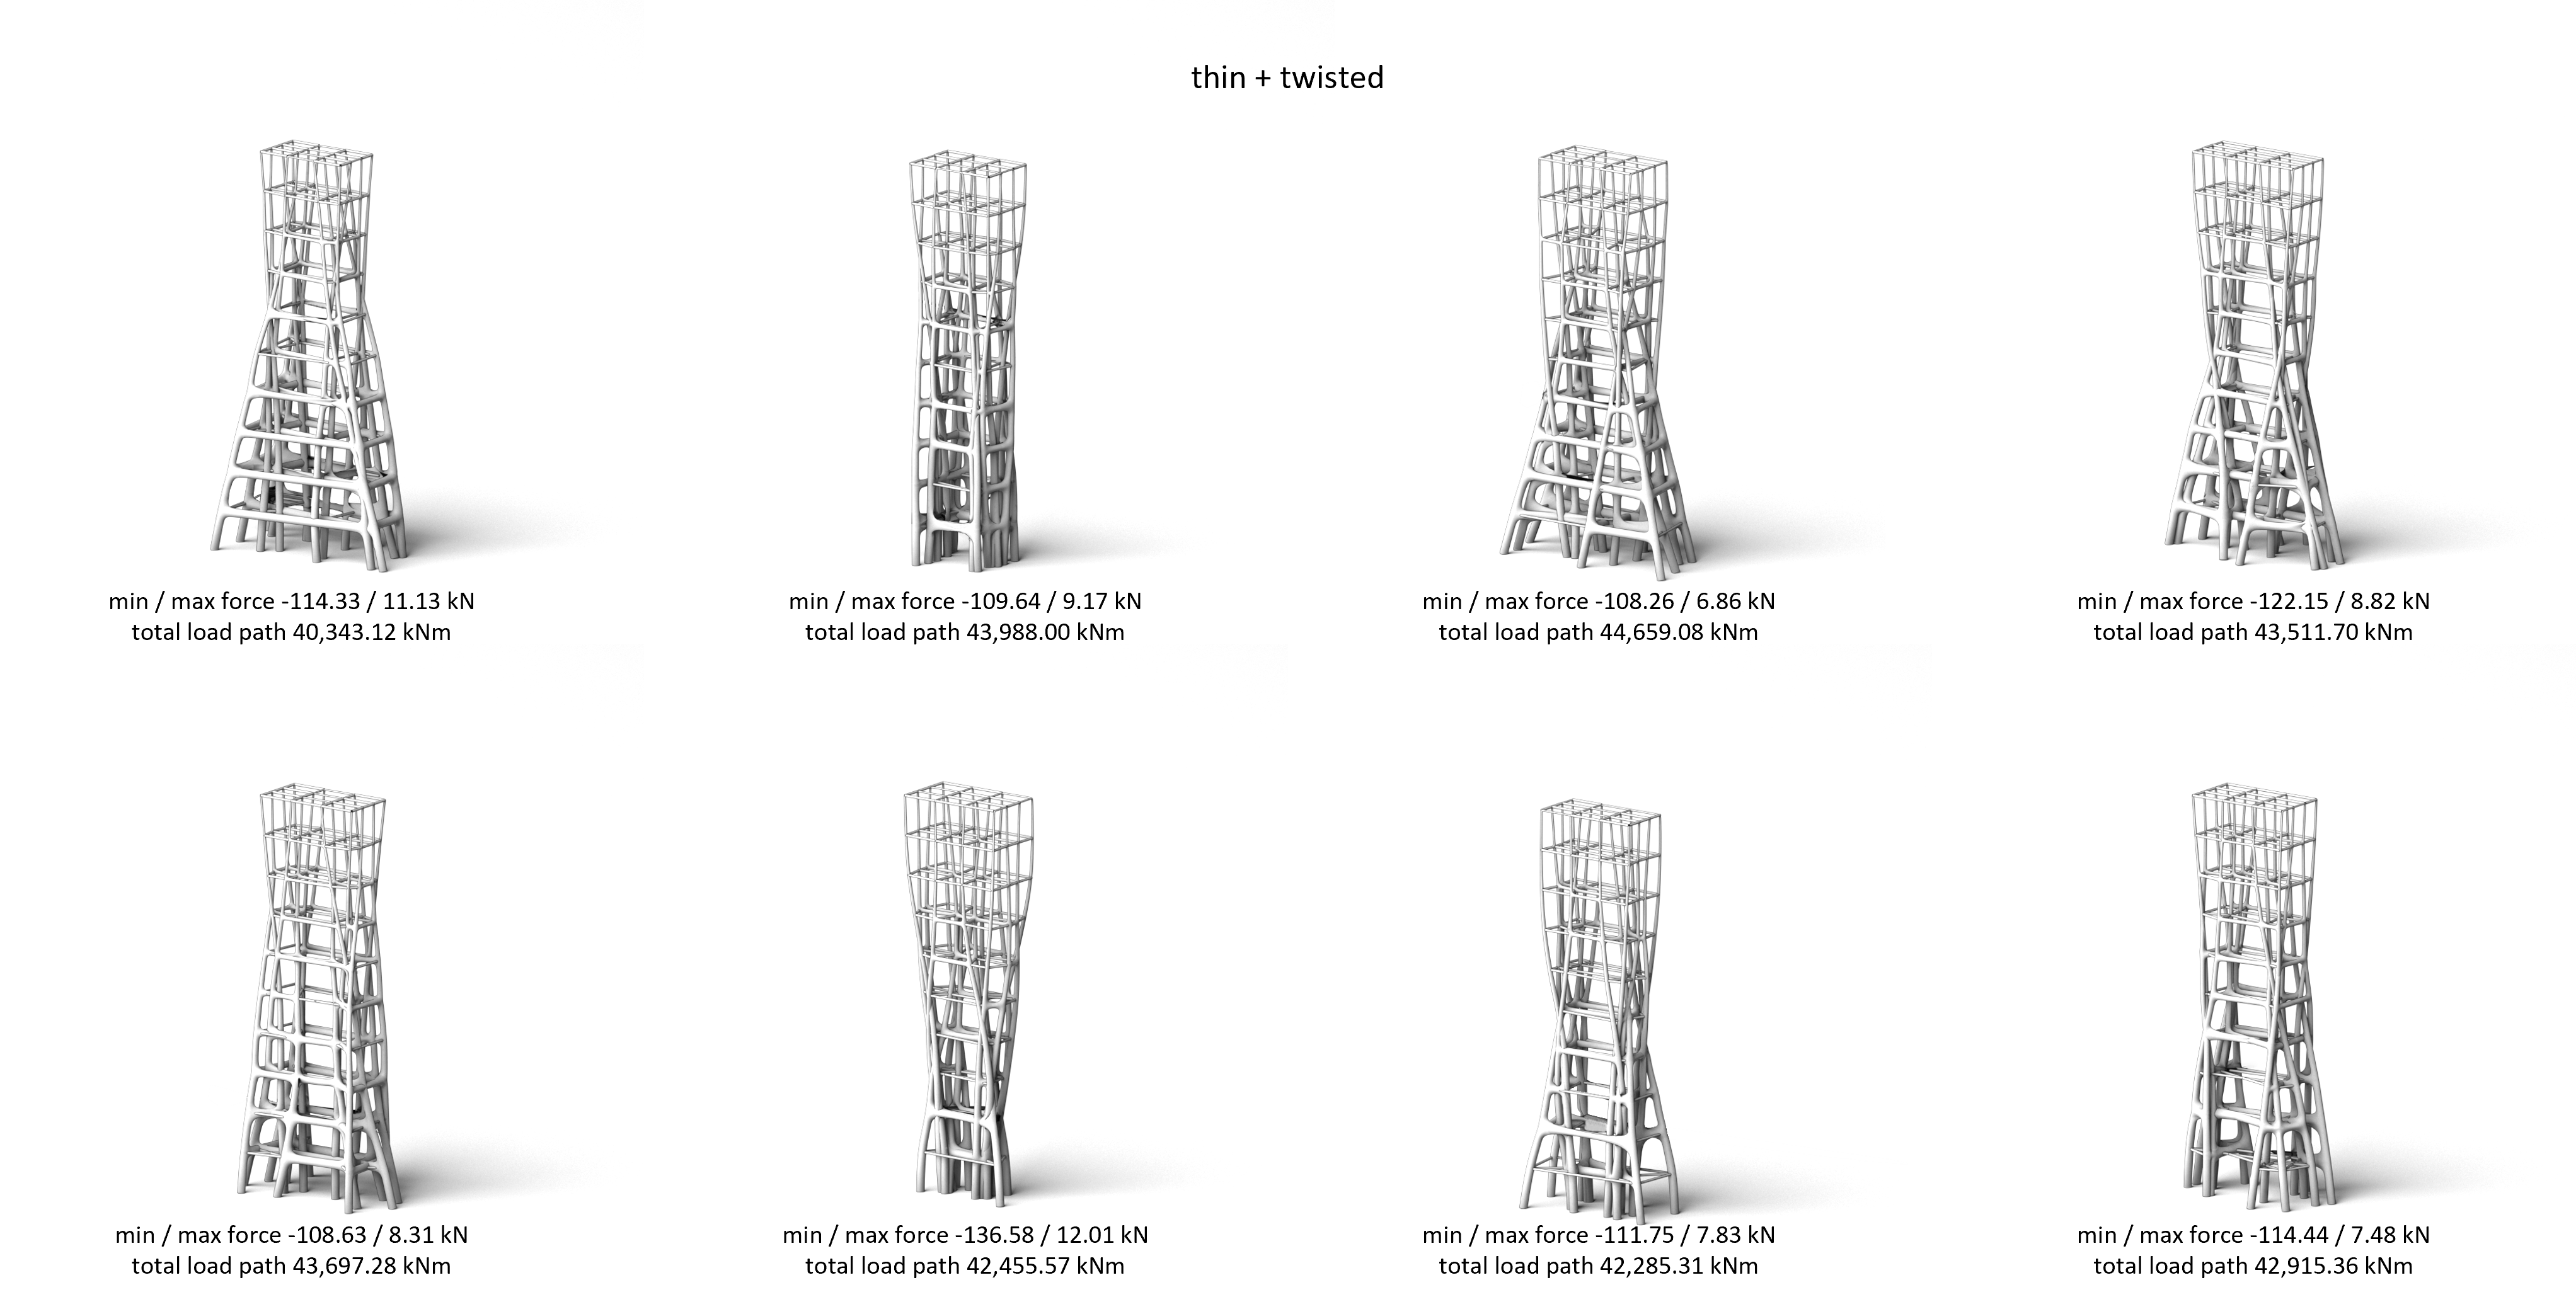 thin + twisted
min / max force -114.33 / 11.13 kN
total load path 40,343.12 kNm
min / max force -109.64 / 9.17 kN
total load path 43,988.00 kNm
min / max force -108.26 / 6.86 kN
total load path 44,659.08 kNm
min / max force -122.15 / 8.82 kN
total load path 43,511.70 kNm
min / max force -108.63 / 8.31 kN
total load path 43,697.28 kNm
min / max force -136.58 / 12.01 kN
total load path 42,455.57 kNm
min / max force -111.75 / 7.83 kN
total load path 42,285.31 kNm
min / max force -114.44 / 7.48 kN
total load path 42,915.36 kNm